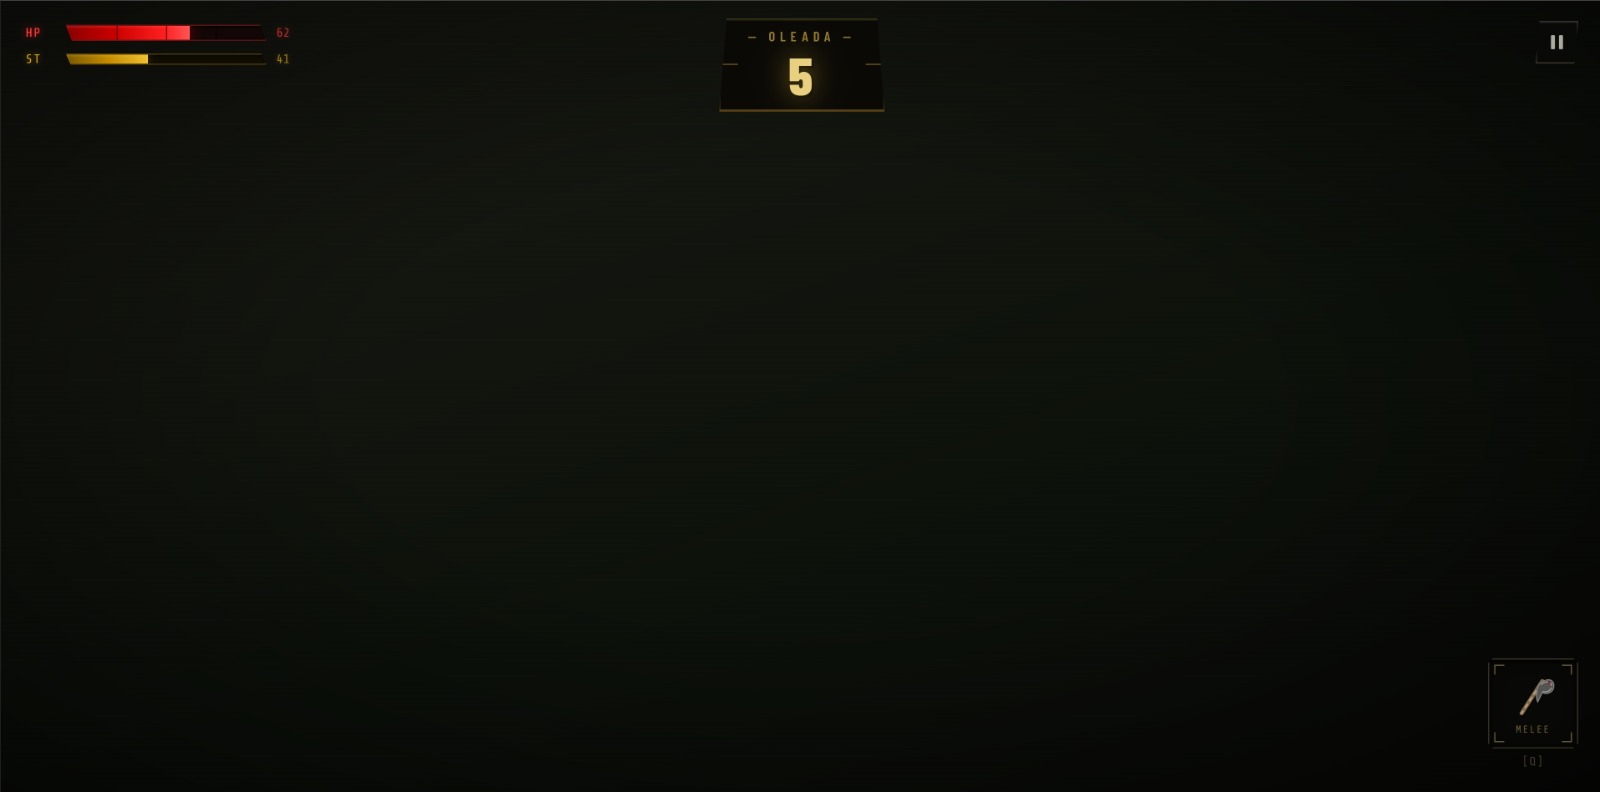 HP 62
— OLEADA —
ST 41
5
MELEE
[Q]